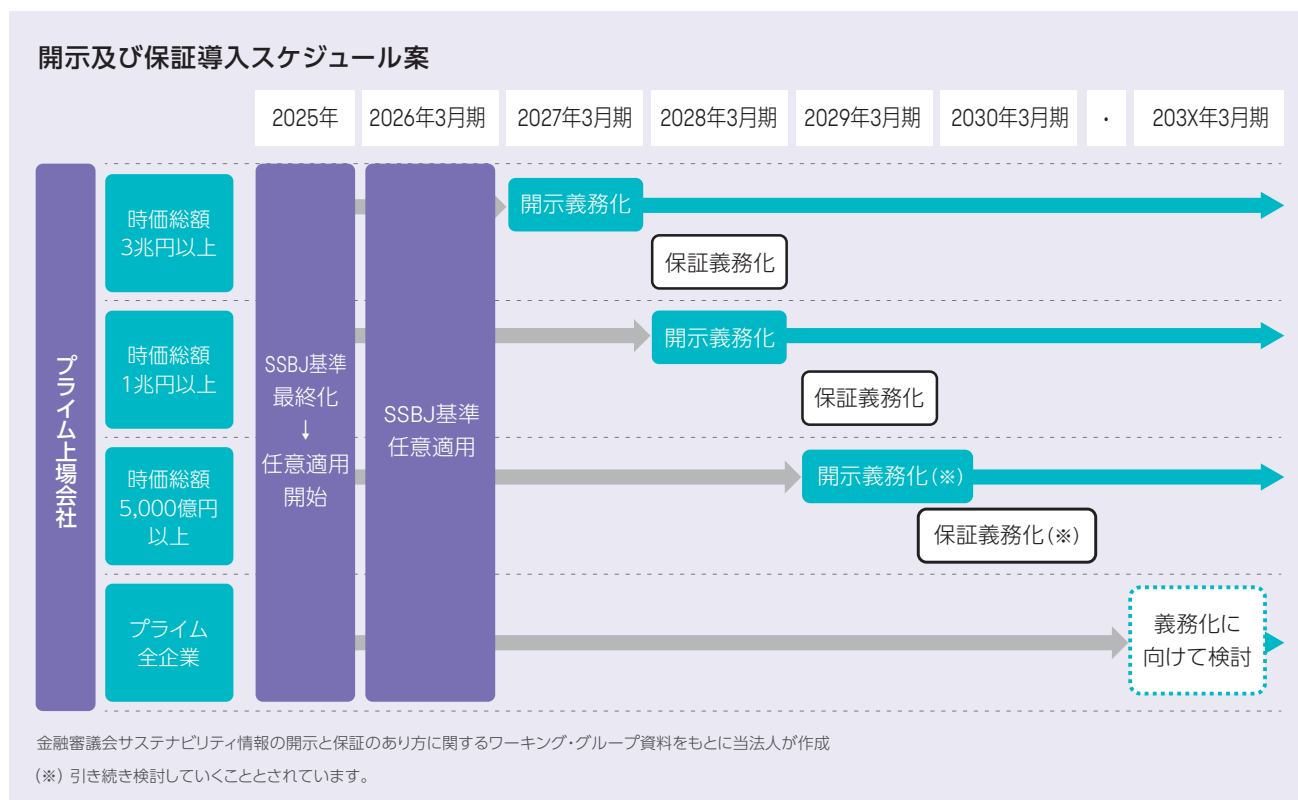 開示及び保証導入スケジュール案
2025年
2026年3月期
2027年3月期
2028年3月期
2029年3月期
2030年3月期
・
203X年3月期
プライム上場会社
時価総額
3兆円以上
時価総額
1兆円以上
時価総額
5,000億円
以上
プライム
全企業
SSBJ基準
最終化
↓
任意適用
開始
SSBJ基準
任意適用
開示義務化
保証義務化
開示義務化
保証義務化
開示義務化(※)
保証義務化(※)
義務化に
向けて検討
金融審議会サステナビリティ情報の開示と保証のあり方に関するワーキング・グループ資料をもとに当法人が作成
(※) 引き続き検討していくこととされています。